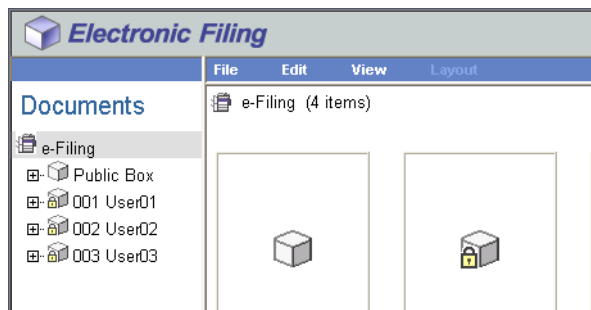 Electronic Filing
File Edit View Layout
Documents
e-Filing (4 items)
e-Filing
Public Box
001 User01
002 User02
003 User03